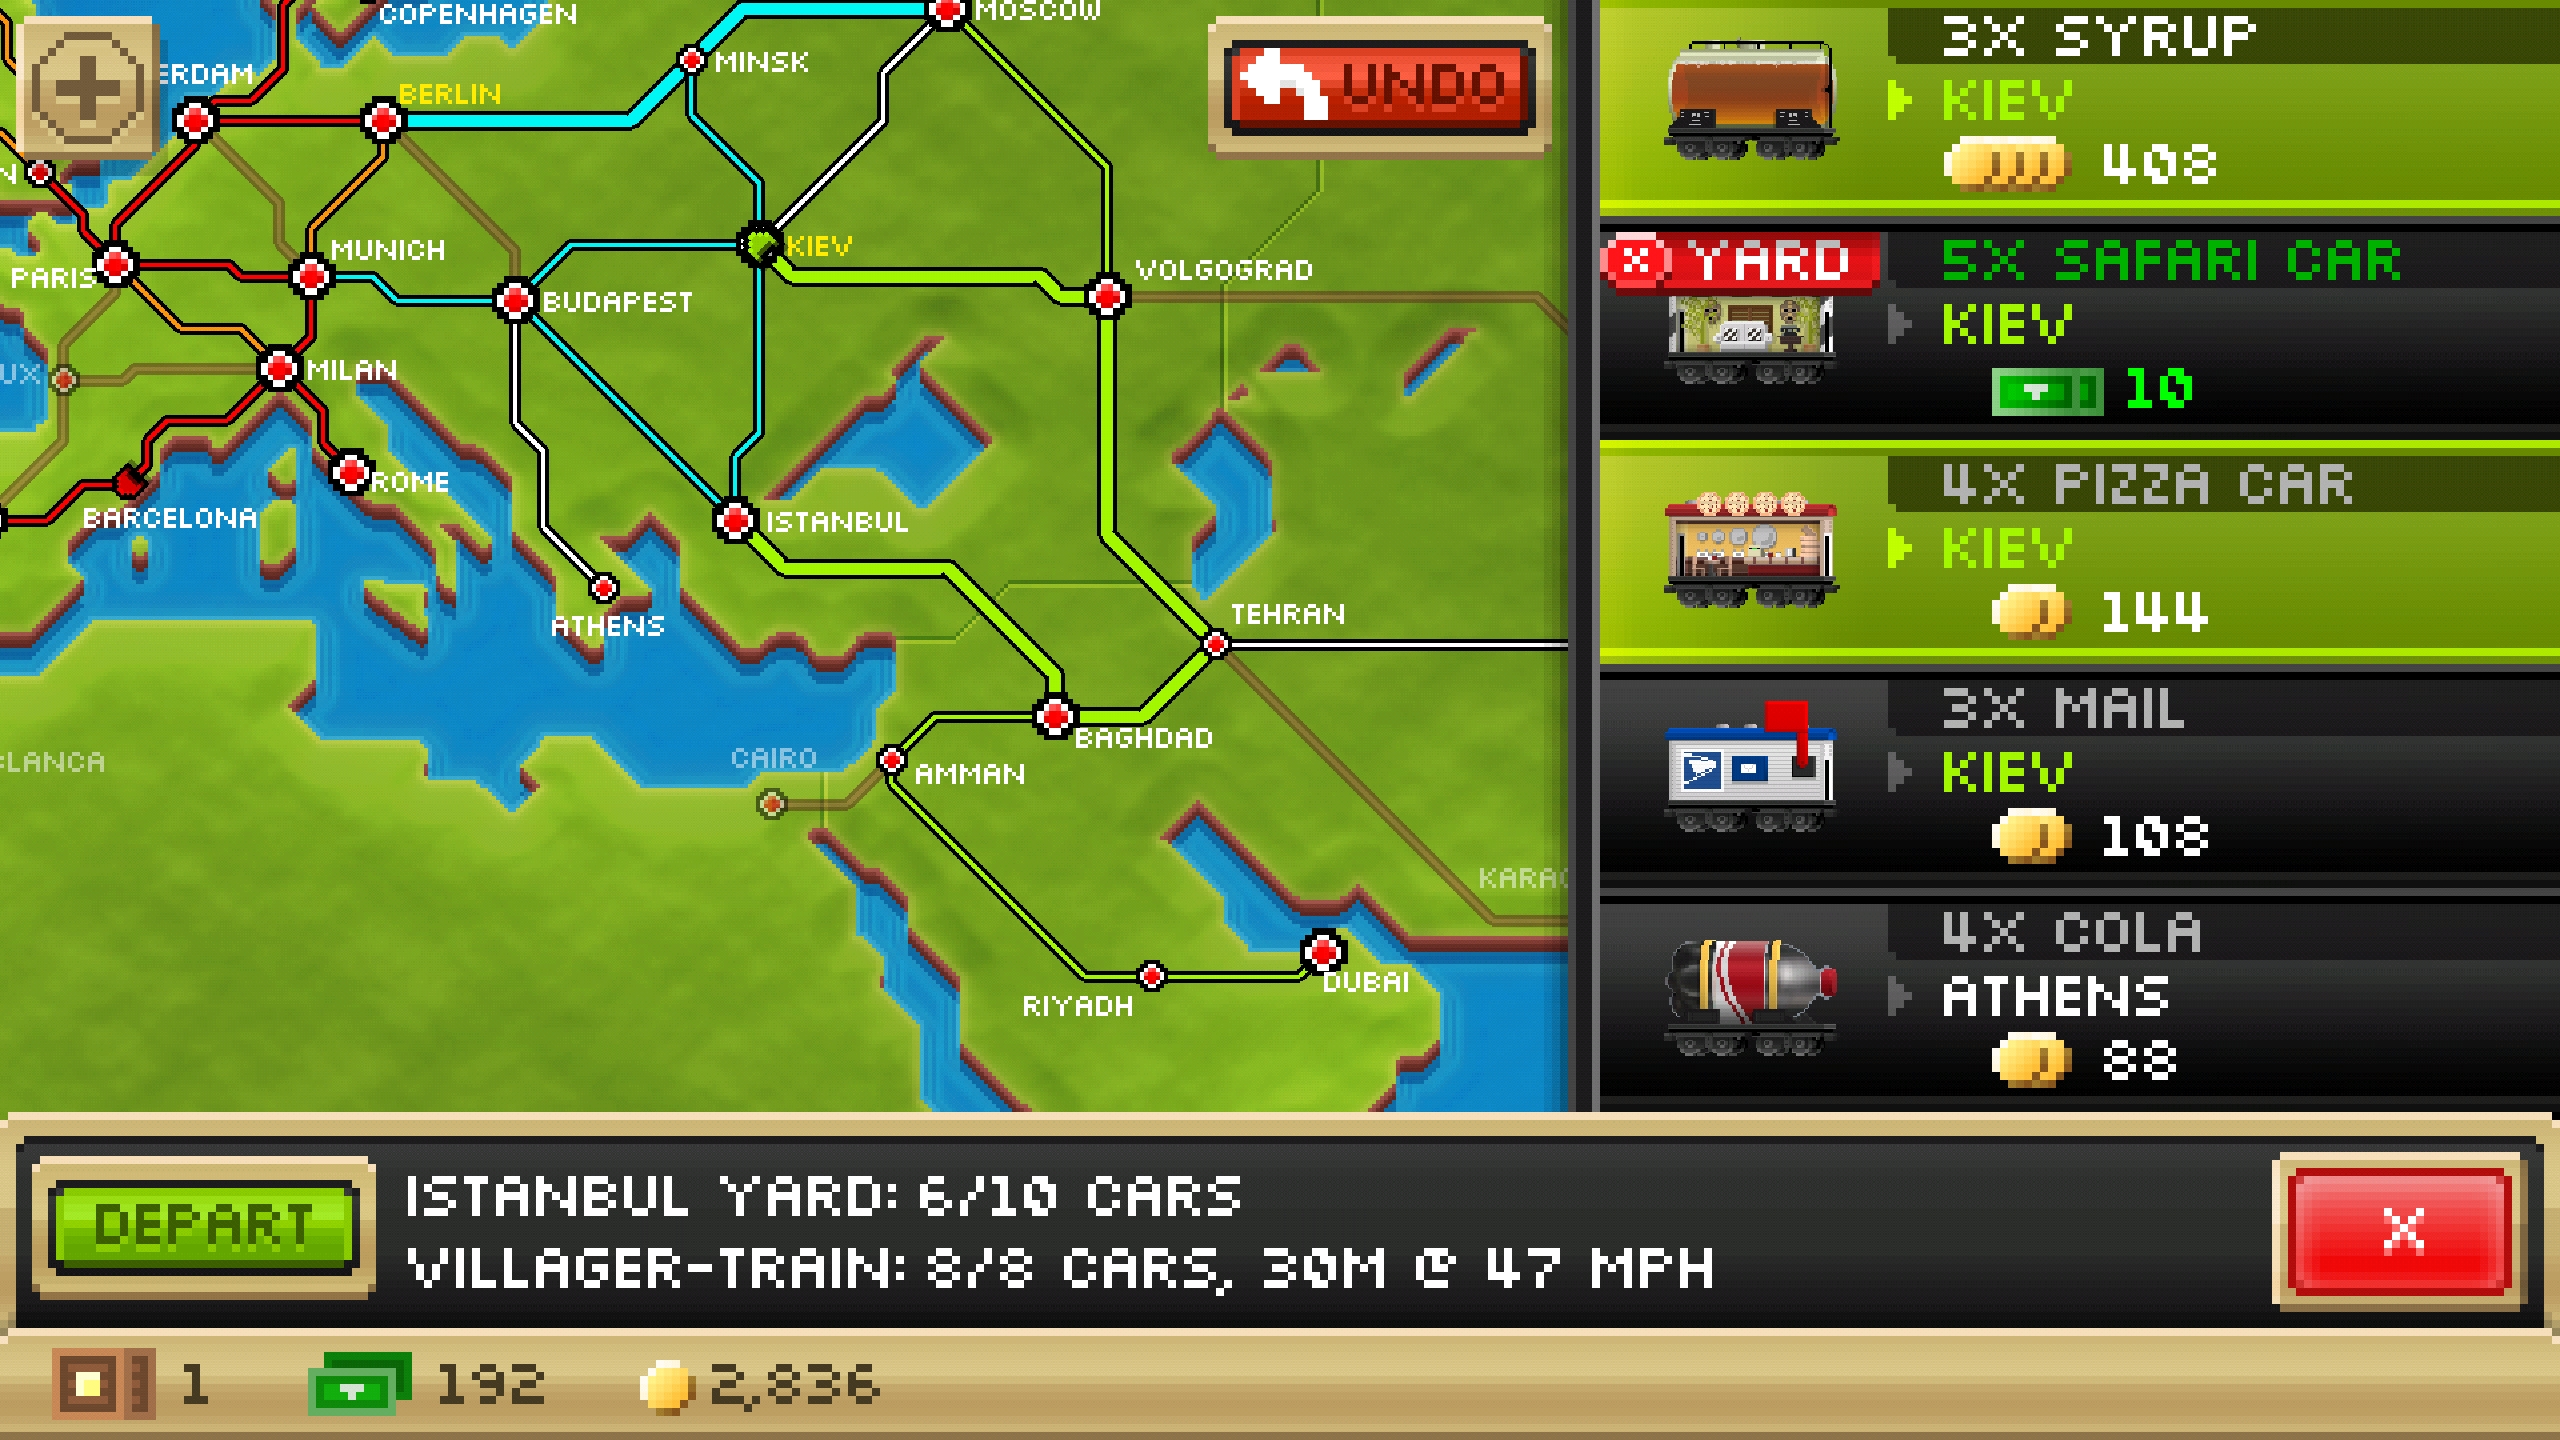 COPENHAGEN
MOSCOW
MINSK
UNDO
ERDAM
BERLIN
MUNICH
KIEV
PARIS
BUDAPEST
VOLGOGRAD
MILAN
UX
ROME
BARCELONA
ISTANBUL
ATHENS
TEHRAN
BAGHDAD
CAIRO
AMMAN
LANCA
KARAC
DUBAI
RIYADH
3X SYRUP
KIEV
408
YARD
5X SAFARI CAR
KIEV
10
4X PIZZA CAR
KIEV
144
3X MAIL
KIEV
108
4X COLA
ATHENS
88
DEPART
ISTANBUL YARD: 6/10 CARS
VILLAGER-TRAIN: 8/8 CARS, 30M @ 47 MPH
X
1
192
2,836